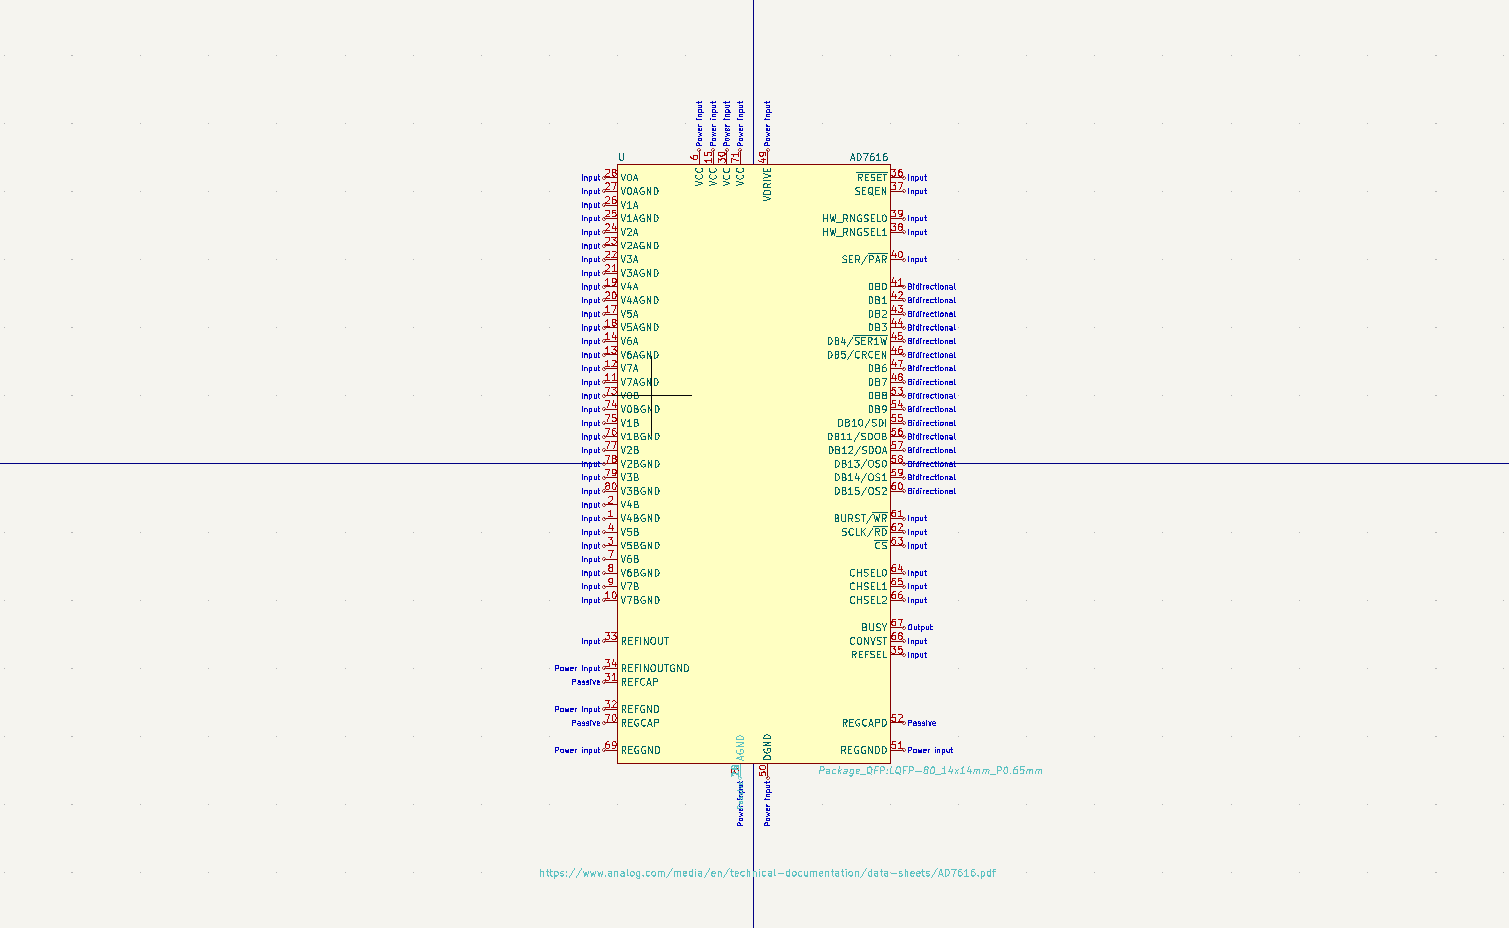 Power Input
Power Input
Power Input
Power Input
Power Input
6
15
30
71
49
U
AD7616
VCC
VCC
VCC
VCC
VDRIVE
Input 28 V0A
Input 27 V0AGND
Input 26 V1A
Input 25 V1AGND
Input 24 V2A
Input 23 V2AGND
Input 22 V3A
Input 21 V3AGND
Input 19 V4A
Input 20 V4AGND
Input 17 V5A
Input 18 V5AGND
Input 14 V6A
Input 13 V6AGND
Input 12 V7A
Input 11 V7AGND
Input 73 V0B
Input 74 V0BGND
Input 75 V1B
Input 76 V1BGND
Input 77 V2B
Input 78 V2BGND
Input 79 V3B
Input 80 V3BGND
Input 2 V4B
Input 1 V4BGND
Input 4 V5B
Input 3 V5BGND
Input 7 V6B
Input 8 V6BGND
Input 9 V7B
Input 10 V7BGND
Input 33 REFINOUT
Power Input 34 REFINOUTGND
Passive 31 REFCAP
Power Input 32 REFGND
Passive 70 REGCAP
Power Input 69 REGGND
RESET 36 Input
SEQEN 37 Input
HW_RNGSEL0 39 Input
HW_RNGSEL1 38 Input
SER/PAR 40 Input
DB0 41 Bidirectional
DB1 42 Bidirectional
DB2 43 Bidirectional
DB3 44 Bidirectional
DB4/SER1W 45 Bidirectional
DB5/CRCEN 46 Bidirectional
DB6 47 Bidirectional
DB7 48 Bidirectional
DB8 53 Bidirectional
DB9 54 Bidirectional
DB10/SDI 55 Bidirectional
DB11/SDOB 56 Bidirectional
DB12/SDOA 57 Bidirectional
DB13/OS0 58 Bidirectional
DB14/OS1 59 Bidirectional
DB15/OS2 60 Bidirectional
BURST/WR 61 Input
SCLK/RD 62 Input
CS 63 Input
CHSEL0 64 Input
CHSEL1 65 Input
CHSEL2 66 Input
BUSY 67 Output
CONVST 68 Input
REFSEL 35 Input
REGCAPD 52 Passive
REGGNDD 51 Power Input
AGND
DGND
50
Power Input
Power Input
Package_QFP:LQFP-80_14x14mm_P0.65mm
https://www.analog.com/media/en/technical-documentation/data-sheets/AD7616.pdf